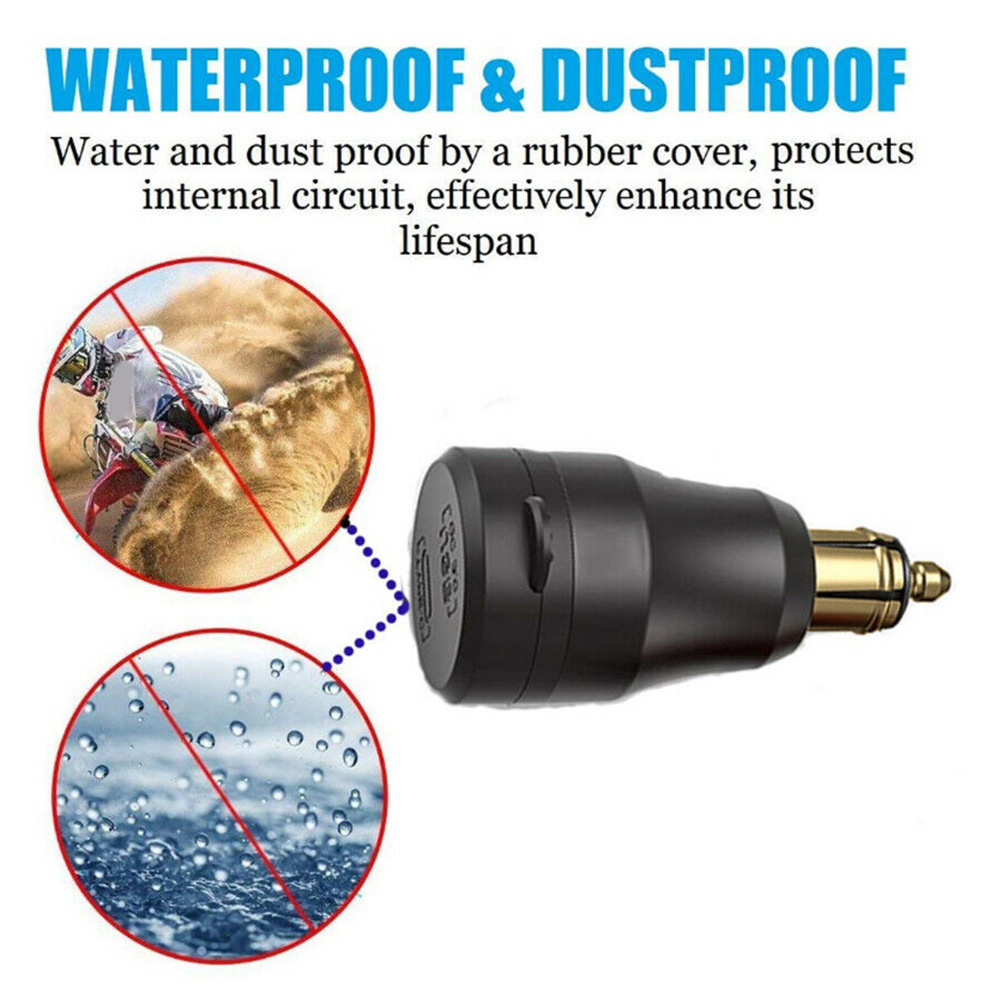 WATERPROOF & DUSTPROOF
Water and dust proof by a rubber cover, protects
internal circuit, effectively enhance its
lifespan